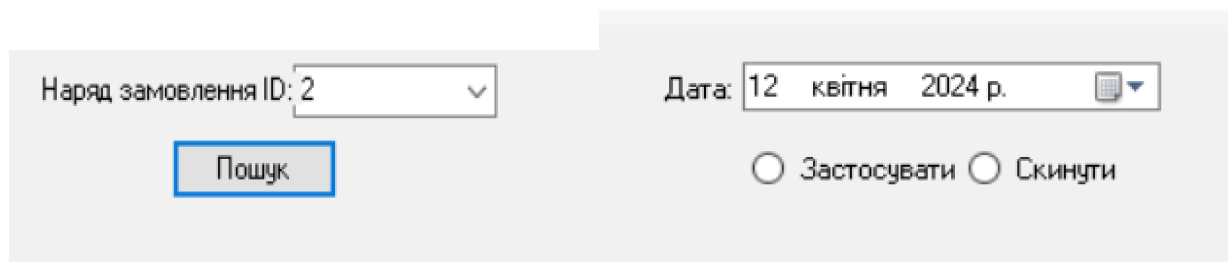 Наряд замовлення ID: 2
Пошук
Дата: 12 квітня 2024 р.
Застосувати Скинути